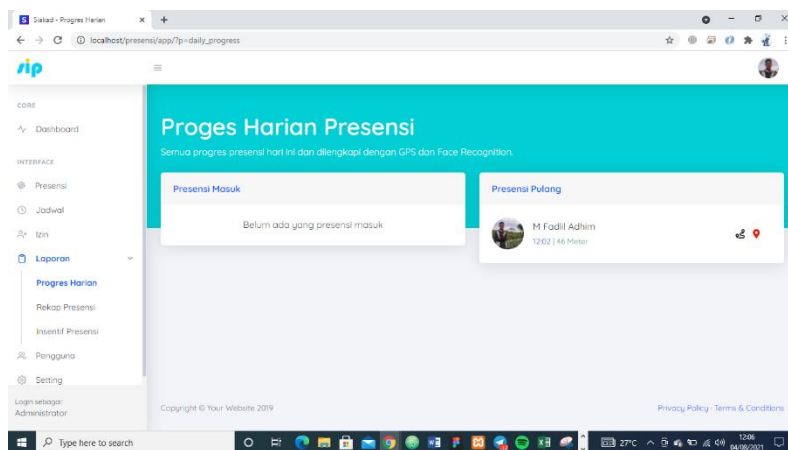 Siakad - Progres Harian
localhost/presensi/app/?p=daily_progress
sip
CORE
Dashboard
INTERFACE
Presensi
Jadwal
Izin
Laporan
Progres Harian
Rekap Presensi
Insentif Presensi
Pengguna
Setting
Login sebagai:
Administrator
Proges Harian Presensi
Semua progres presensi hari ini dan dilengkapi dengan GPS dan Face Recognition.
Presensi Masuk
Belum ada yang presensi masuk
Presensi Pulang
M Fadlil Adhim
12:02 | 46 Meter
Copyright © Your Website 2019
Privacy Policy · Terms & Conditions
Type here to search
27°C
12:06
04/08/2021